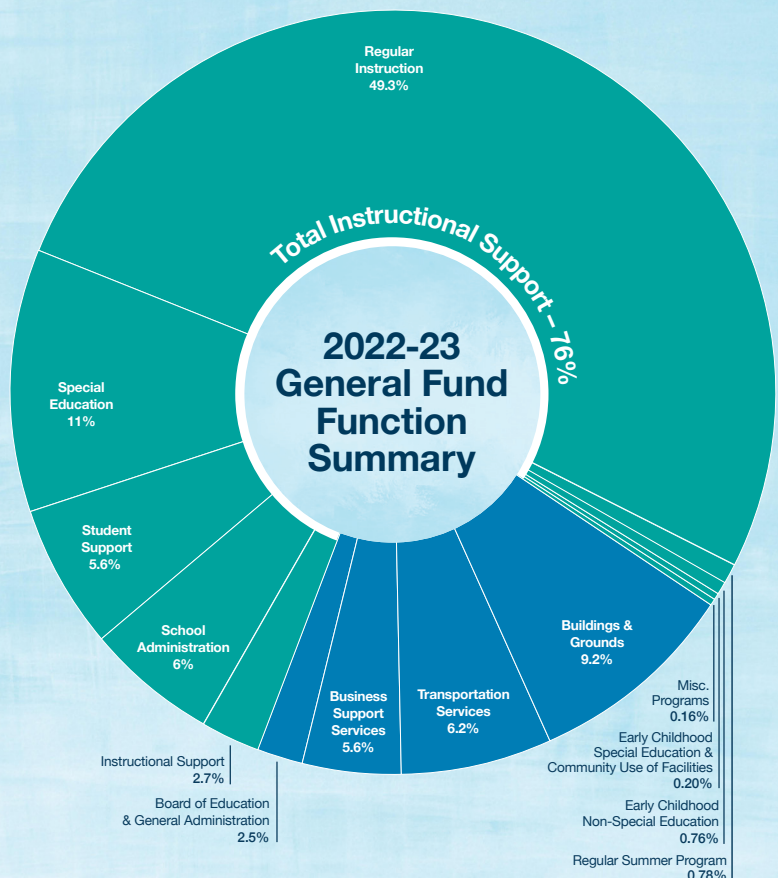 Regular
Instruction
49.3%
Total Instructional Support – 76%
2022-23
General Fund
Function
Summary
Special
Education
11%
Student
Support
5.6%
School
Administration
6%
Instructional Support
2.7%
Board of Education
& General Administration
2.5%
Business
Support
Services
5.6%
Transportation
Services
6.2%
Buildings &
Grounds
9.2%
Misc.
Programs
0.16%
Early Childhood
Special Education &
Community Use of Facilities
0.20%
Early Childhood
Non-Special Education
0.76%
Regular Summer Program
0.78%